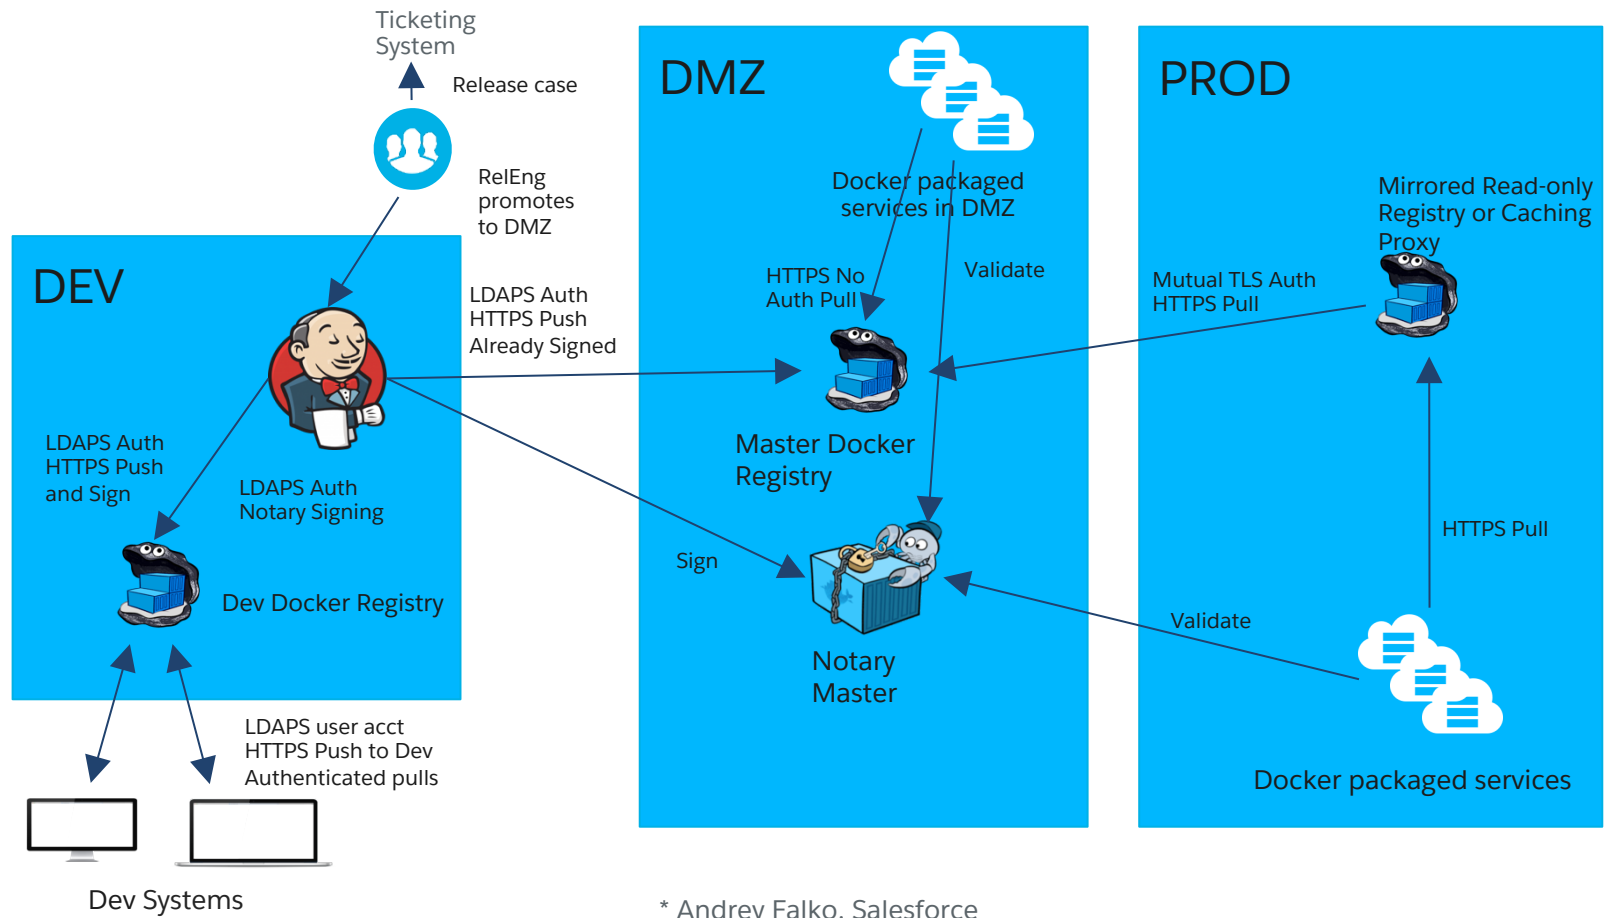 Ticketing
System
Release case
RelEng
promotes
to DMZ
DEV
LDAPS Auth
HTTPS Push
Already Signed
LDAPS Auth
HTTPS Push
and Sign
LDAPS Auth
Notary Signing
Dev Docker Registry
LDAPS user acct
HTTPS Push to Dev
Authenticated pulls
Dev Systems
DMZ
Docker packaged
services in DMZ
HTTPS No
Auth Pull
Validate
Master Docker
Registry
Sign
Notary
Master
PROD
Mirrored Read-only
Registry or Caching
Proxy
Mutual TLS Auth
HTTPS Pull
HTTPS Pull
Validate
Docker packaged services
* Andrey Falko, Salesforce